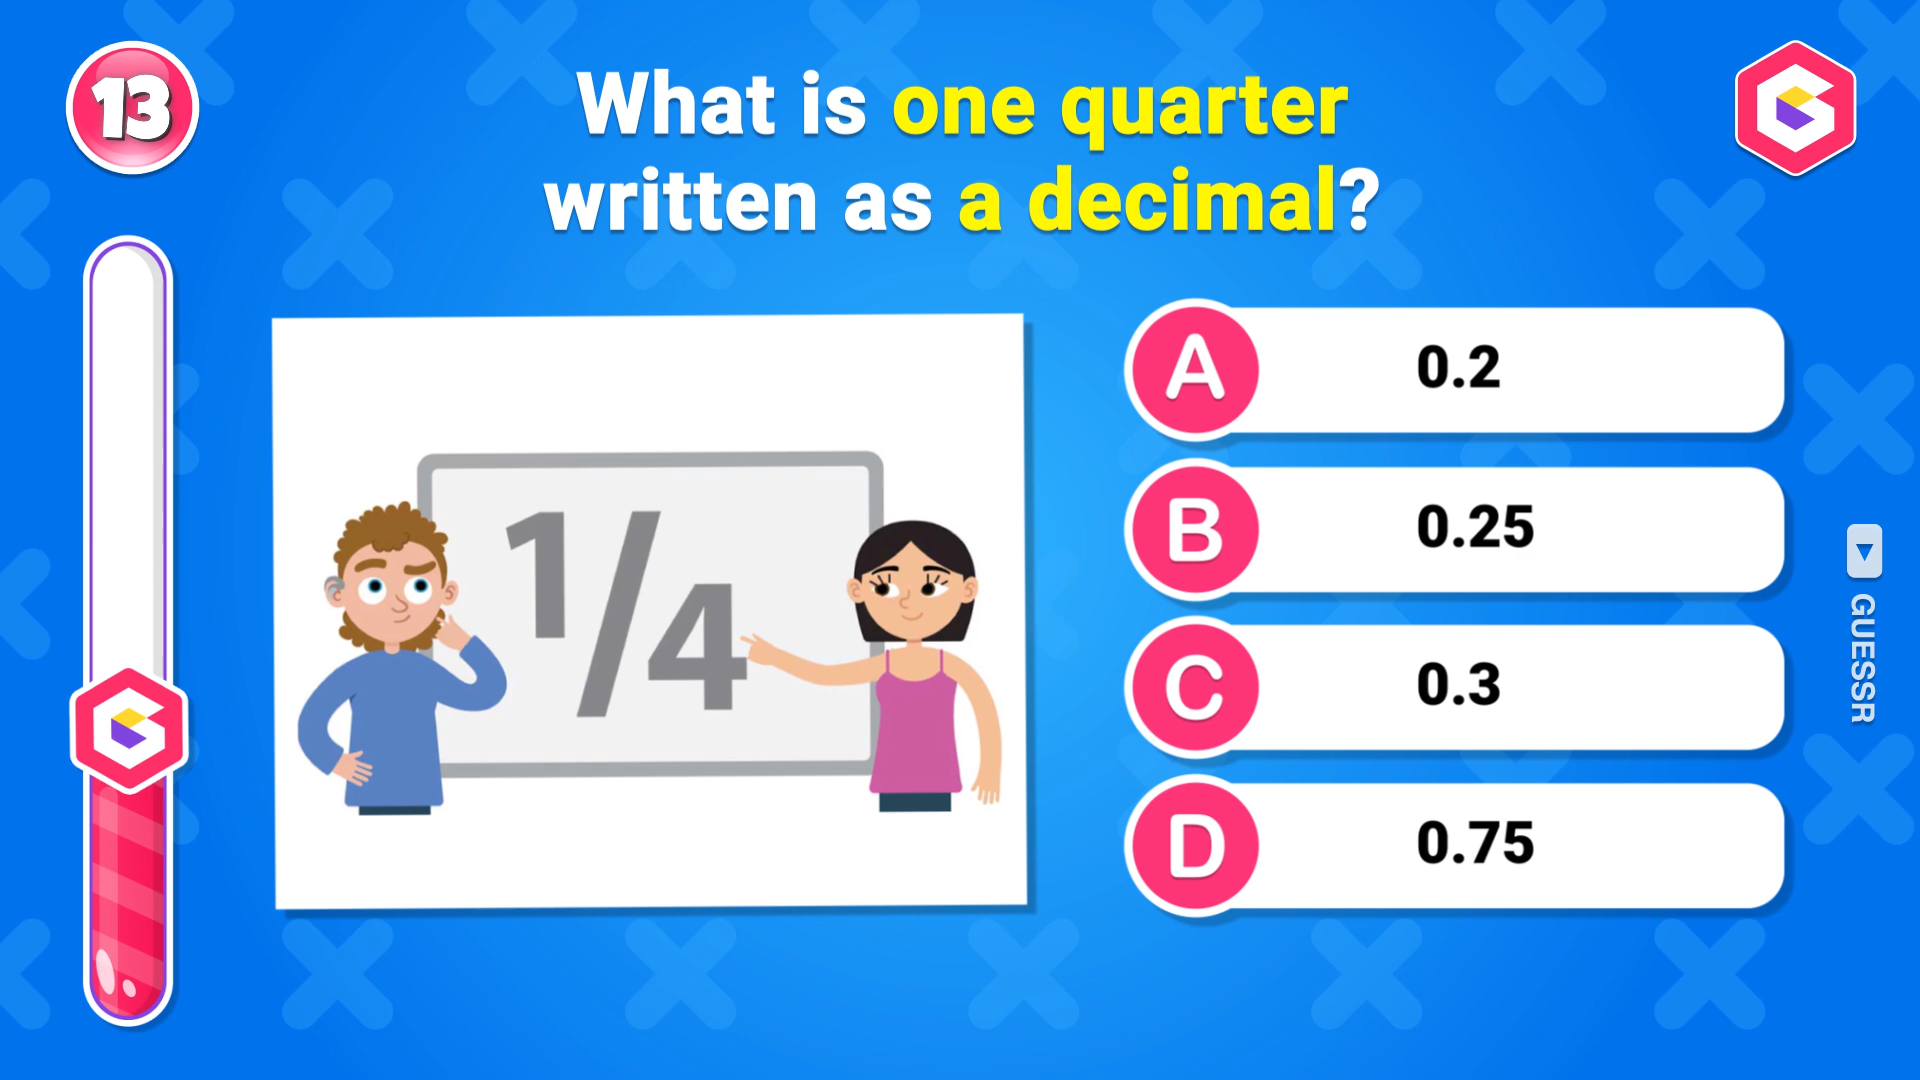 13
What is one quarter
written as a decimal?
1/4
A 0.2
B 0.25
C 0.3
D 0.75
GUESSR